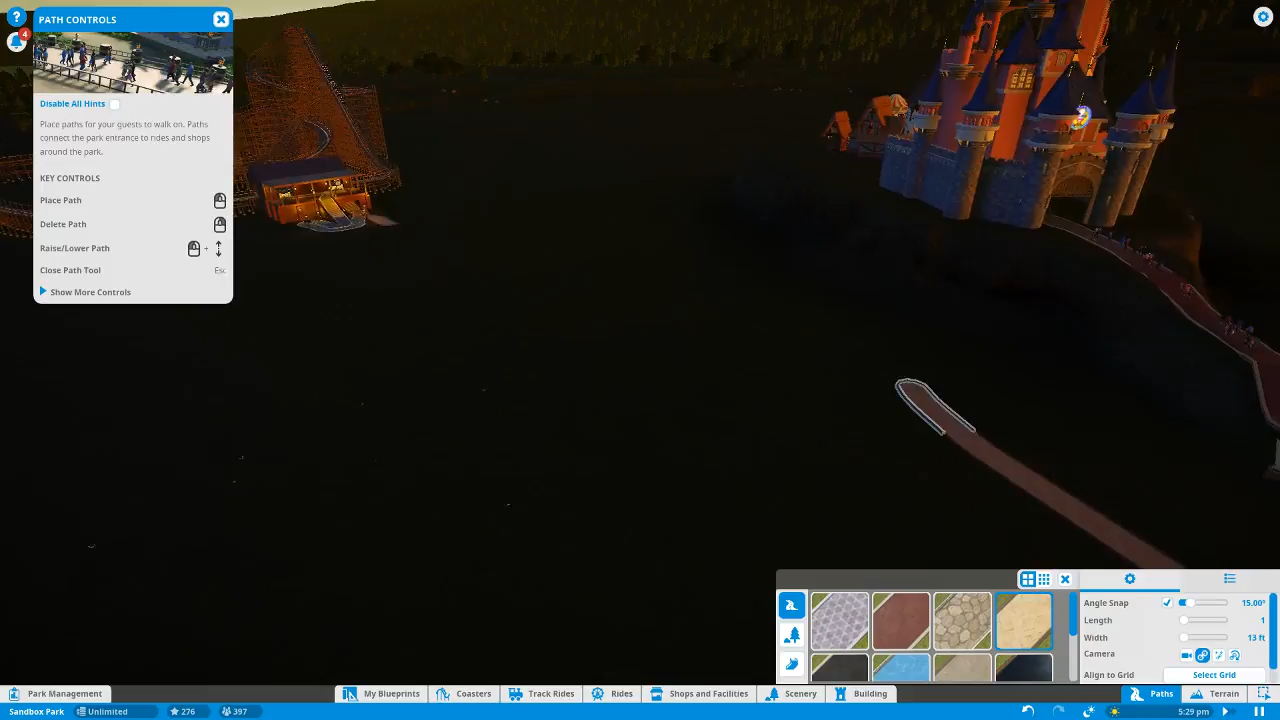 ?
4
PATH CONTROLS
Disable All Hints
Place paths for your guests to walk on. Paths
connect the park entrance to rides and shops
around the park.
KEY CONTROLS
Place Path
Delete Path
Raise/Lower Path +
Close Path Tool Esc
Show More Controls
Angle Snap 15.00°
Length 1
Width 13 ft
Camera
Align to Grid Select Grid
Park Management My Blueprints Coasters Track Rides Rides Shops and Facilities Scenery Building Paths Terrain
Sandbox Park Unlimited 276 397 5:29 pm